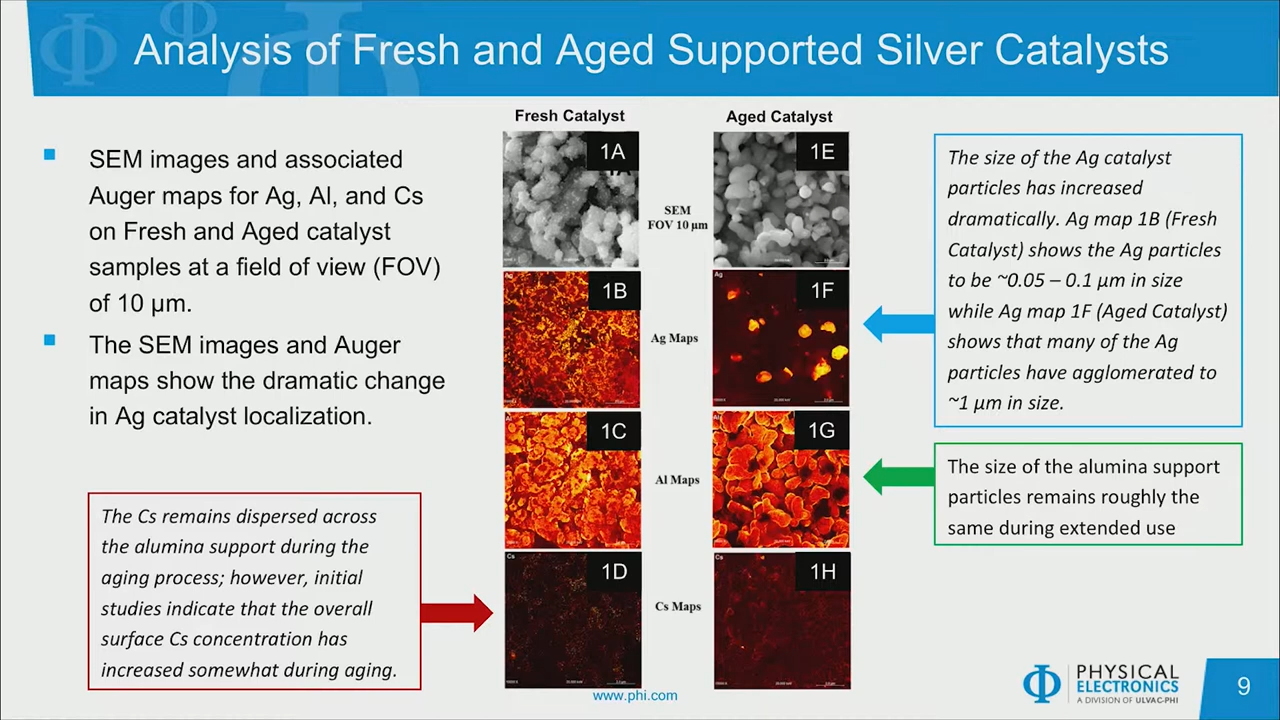 Analysis of Fresh and Aged Supported Silver Catalysts
SEM images and associated
Auger maps for Ag, Al, and Cs
on Fresh and Aged catalyst
samples at a field of view (FOV)
of 10 µm.
The SEM images and Auger
maps show the dramatic change
in Ag catalyst localization.
The Cs remains dispersed across
the alumina support during the
aging process; however, initial
studies indicate that the overall
surface Cs concentration has
increased somewhat during aging.
Fresh Catalyst
Aged Catalyst
1A
1E
SEM
FOV 10 µm
Ag
1B
Ag Maps
Ag
1F
Al
1C
Al Maps
Al
1G
Cs
1D
Cs Maps
Cs
1H
The size of the Ag catalyst
particles has increased
dramatically. Ag map 1B (Fresh
Catalyst) shows the Ag particles
to be ~0.05 – 0.1 µm in size
while Ag map 1F (Aged Catalyst)
shows that many of the Ag
particles have agglomerated to
~1 µm in size.
The size of the alumina support
particles remains roughly the
same during extended use
www.phi.com
PHYSICAL
ELECTRONICS
A DIVISION OF ULVAC-PHI
9